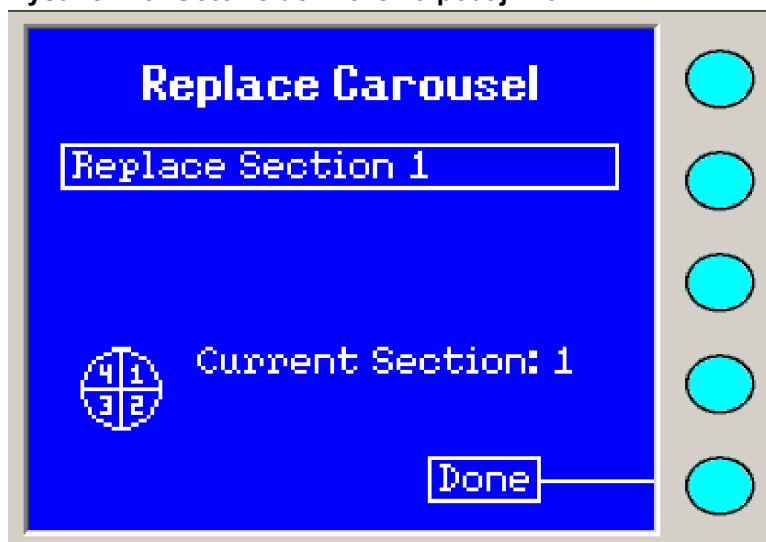 Replace Carousel
Replace Section 1
Current Section: 1
4 1
3 2
Done